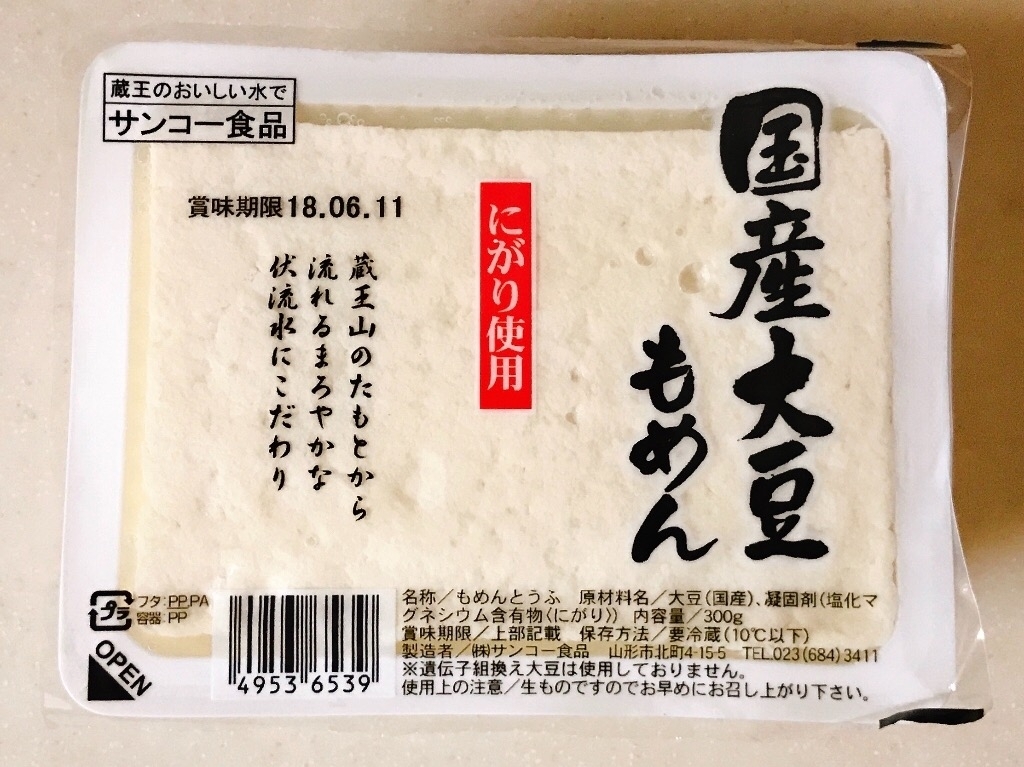 蔵王のおいしい水で
サンコー食品
国産大豆
もめん
にがり使用
賞味期限18.06.11
蔵王山のたもとから
流れるまろやかな
伏流水にこだわり
プラ
フタ:PP,PA
容器:PP
OPEN
4953 6539
名称/もめんとうふ 原材料名/大豆(国産)、凝固剤(塩化マ
グネシウム含有物(にがり)) 内容量/300g
賞味期限/上部記載 保存方法/要冷蔵(10℃以下)
製造者/㈱サンコー食品 山形市北町4-15-5 TEL.023(684)3411
※遺伝子組換え大豆は使用しておりません。
使用上の注意/生ものですのでお早めにお召し上がり下さい。